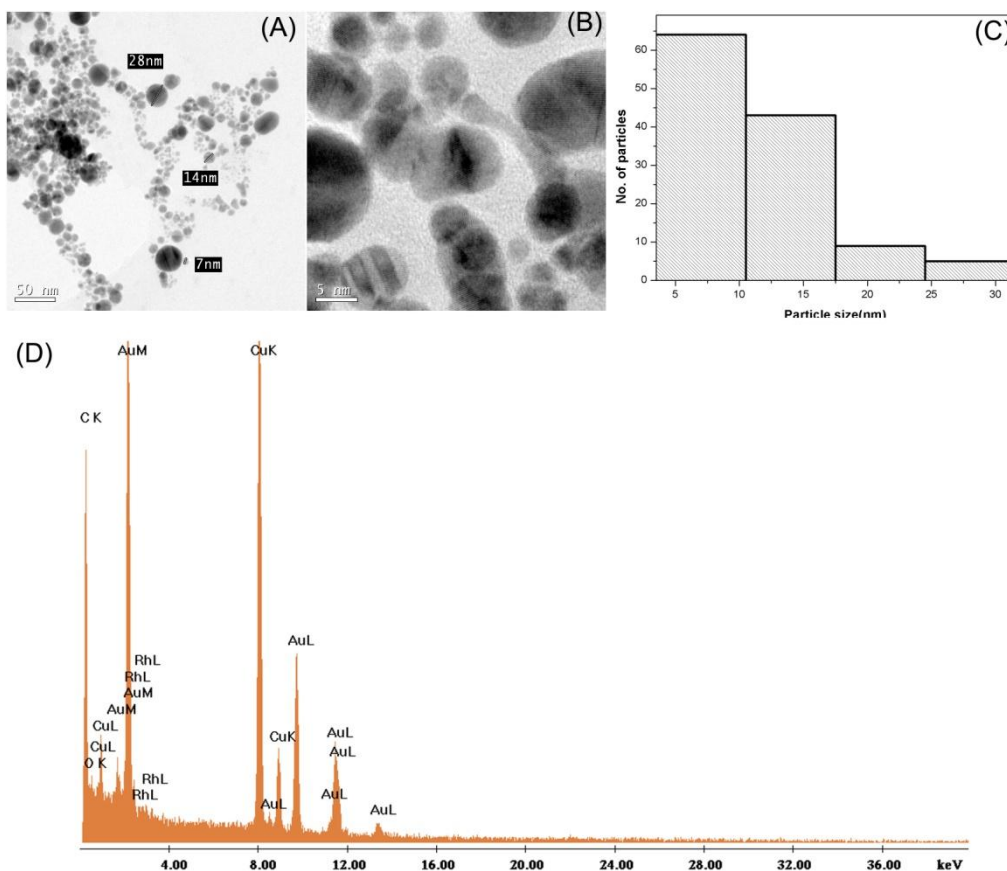 (A)
28nm
14nm
7nm
50 nm
(B)
5 nm
(C)
No. of particles
60
50
40
30
20
10
0
5 10 15 20 25 30
Particle size(nm)
(D)
AuM
CuK
C K
RhL
RhL
AuM
AuM
CuL
CuL
O K
RhL
RhL
AuL
CuK
AuL
AuL
AuL
AuL
AuL
4.00 8.00 12.00 16.00 20.00 24.00 28.00 32.00 36.00 keV